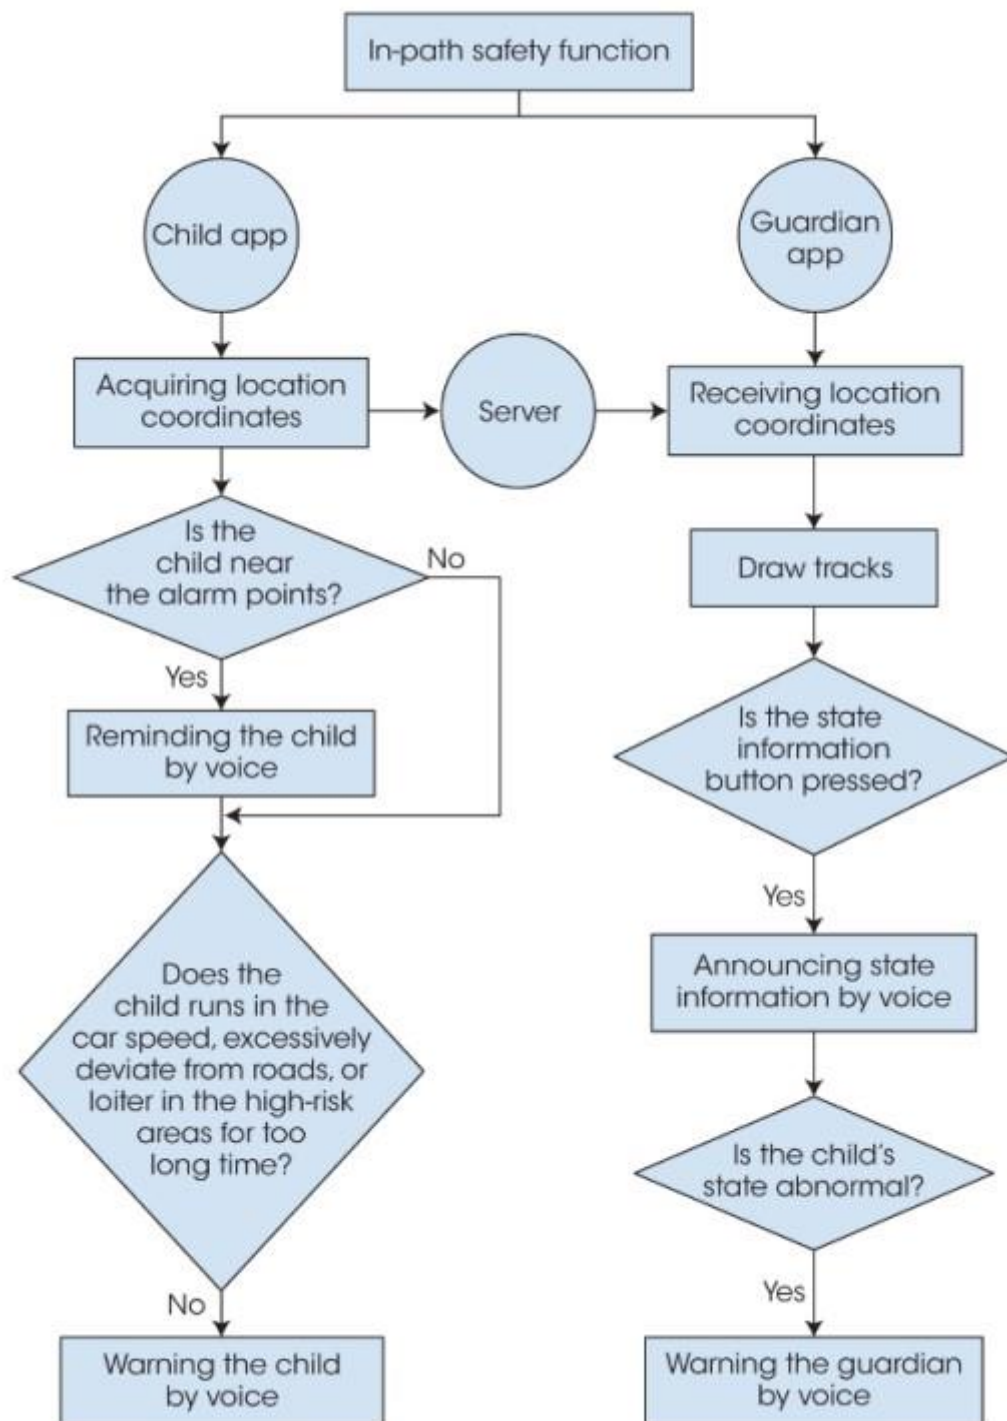 In-path safety function
Child app
Guardian
app
Acquiring location
coordinates
Server
Receiving location
coordinates
Is the
child near
the alarm points?
No
Draw tracks
Yes
Reminding the child
by voice
Is the state
information
button pressed?
Yes
Does the
child runs in the
car speed, excessively
deviate from roads, or
loiter in the high-risk
areas for too
long time?
Announcing state
information by voice
Is the child's
state abnormal?
No
Yes
Warning the child
by voice
Warning the guardian
by voice